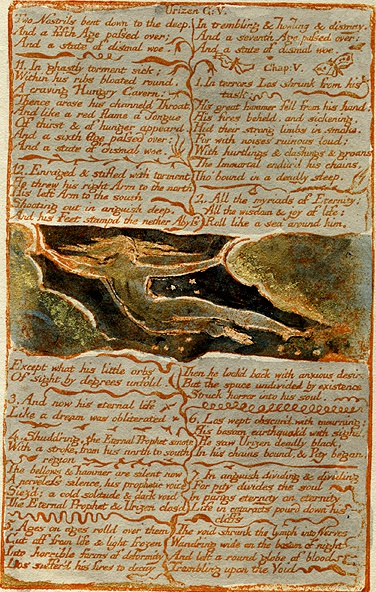 Urizen C: V.
Two Nostrils bent down to the deep.
And a fifth Age passed over;
And a state of dismal woe.
11. In ghastly torment sick;
Within his ribs bloated round,
A craving Hungry Cavern;
Thence arose his channeld Throat,
And like a red flame a Tongue
Of thirst & of hunger appeard
And a sixth Age passed over:
And a state of dismal woe.
12. Enraged & stifled with torment
He threw his right Arm to the north
His left Arm to the south
Shooting out in anguish deep,
And his Feet stampd the nether Abyss
In trembling & howling & dismay.
And a seventh Age passed over:
And a state of dismal woe.
Chap: V.
1. In terrors Los shrunk from his
task:
His great hammer fell from his hand:
His fires beheld, and sickening,
Hid their strong limbs in smoke.
For with noises ruinous loud;
With hurtlings & clashings & groans
The Immortal endur'd his chains,
Tho' bound in a deadly sleep.
2. All the myriads of Eternity:
All the wisdom & joy of life:
Roll like a sea around him,
Except what his little orbs
Of sight by degrees unfold.
3. And now his eternal life
Like a dream was obliterated
4. Shudd'ring, the Eternal Prophet smote
With a stroke, from his north to south
region
The bellows & hammer are silent now
A nerveless silence, his prophetic voice
Siez'd; a cold solitude & dark void
The Eternal Prophet & Urizen clos'd
5. Ages on ages rolld over them
Cut off from life & light frozen
Into horrible forms of deformity
Los suffer'd his fires to decay
Then he look'd back with anxious desire
But the space undivided by existence
Struck horror into his soul.
6. Los wept obscur'd with mourning:
His bosom earthquak'd with sighs;
He saw Urizen deadly black,
In his chains bound, & Pity began,
7. In anguish dividing & dividing
For pity divides the soul
In pangs eternity on eternity
Life in cataracts pourd down his
cliffs
The void shrunk the lymph into Nerves
Wand'ring wide on the bosom of night
And left a round globe of blood
Trembling upon the Void